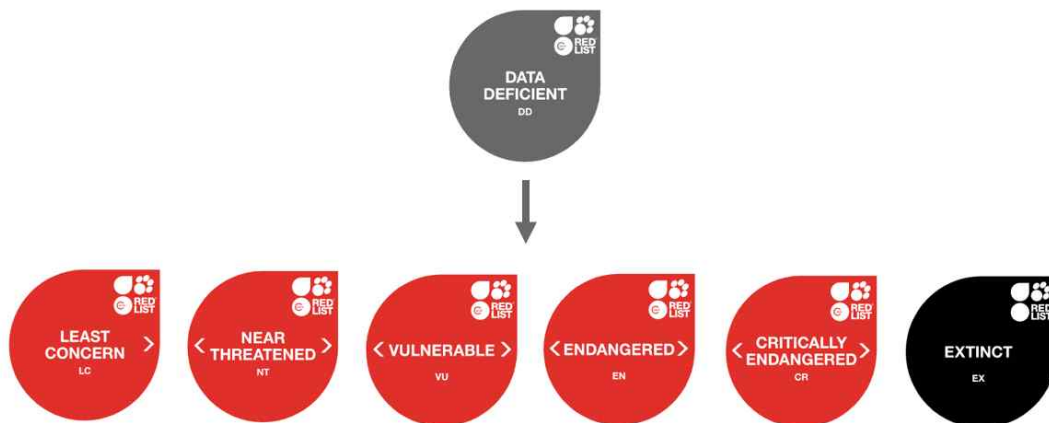 RED
LIST
DATA
DEFICIENT
DD
RED
LIST
LEAST
CONCERN >
LC
RED
LIST
< NEAR
THREATENED >
NT
RED
LIST
< VULNERABLE >
VU
RED
LIST
< ENDANGERED >
EN
RED
LIST
< CRITICALLY
ENDANGERED >
CR
RED
LIST
EXTINCT
EX